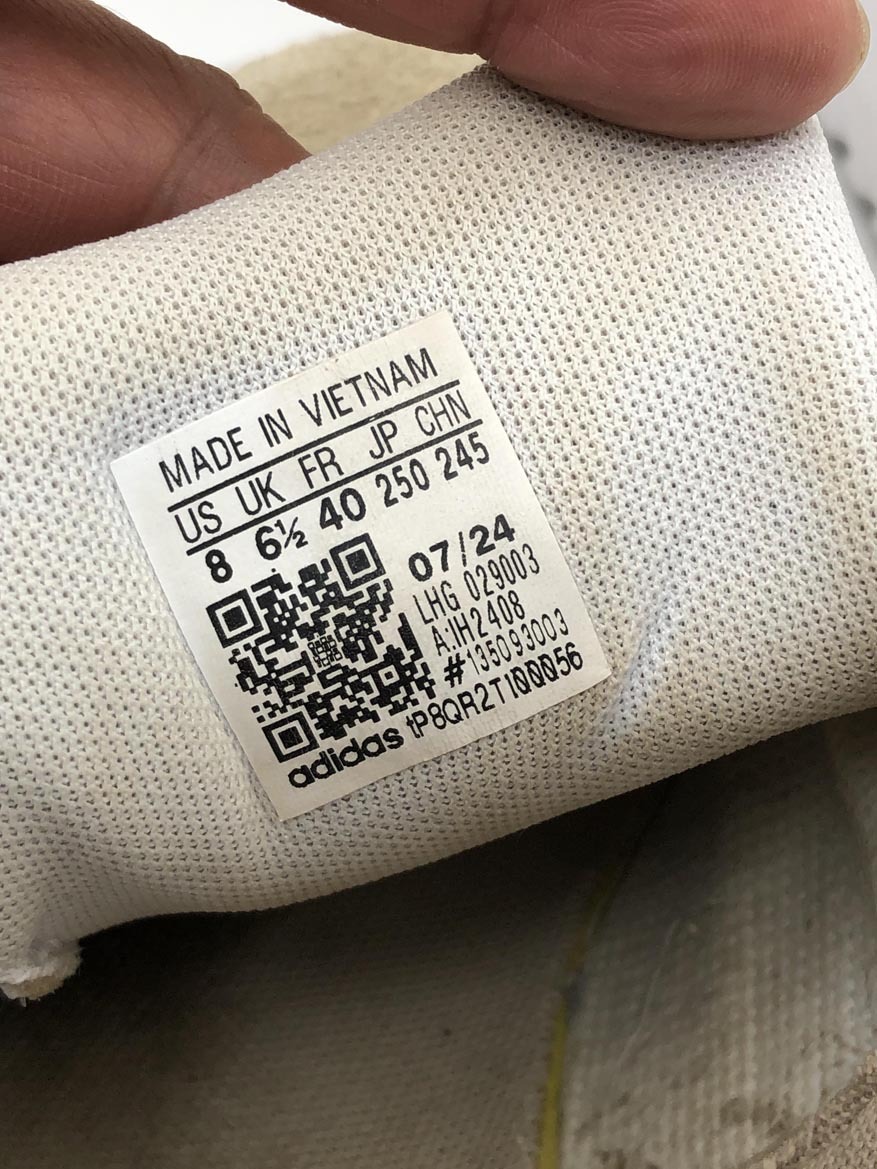 MADE IN VIETNAM
US UK FR JP CHN
8 6½ 40 250 245
07/24
LHG 029003
A:IH2408
#135093003
adidas tP8QR2T100056